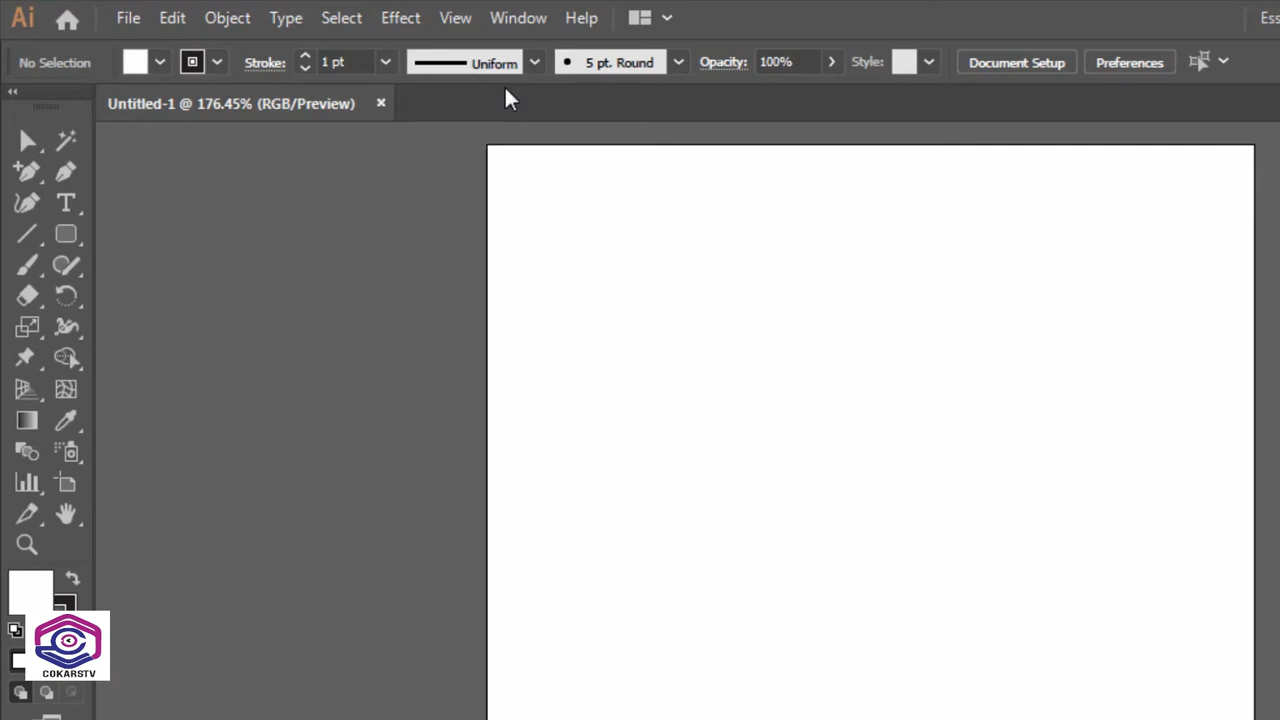 Ai File Edit Object Type Select Effect View Window Help Ess
No Selection Stroke: 1 pt Uniform 5 pt. Round Opacity: 100% Style: Document Setup Preferences
Untitled-1 @ 176.45% (RGB/Preview) ×
COKARSTV